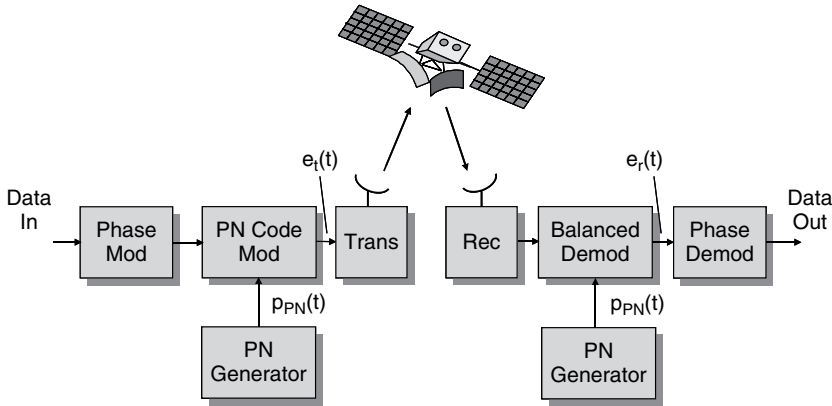 e_t(t)
e_r(t)
Data
In
Phase
Mod
PN Code
Mod
Trans
Rec
Balanced
Demod
Phase
Demod
Data
Out
p_PN(t)
p_PN(t)
PN
Generator
PN
Generator